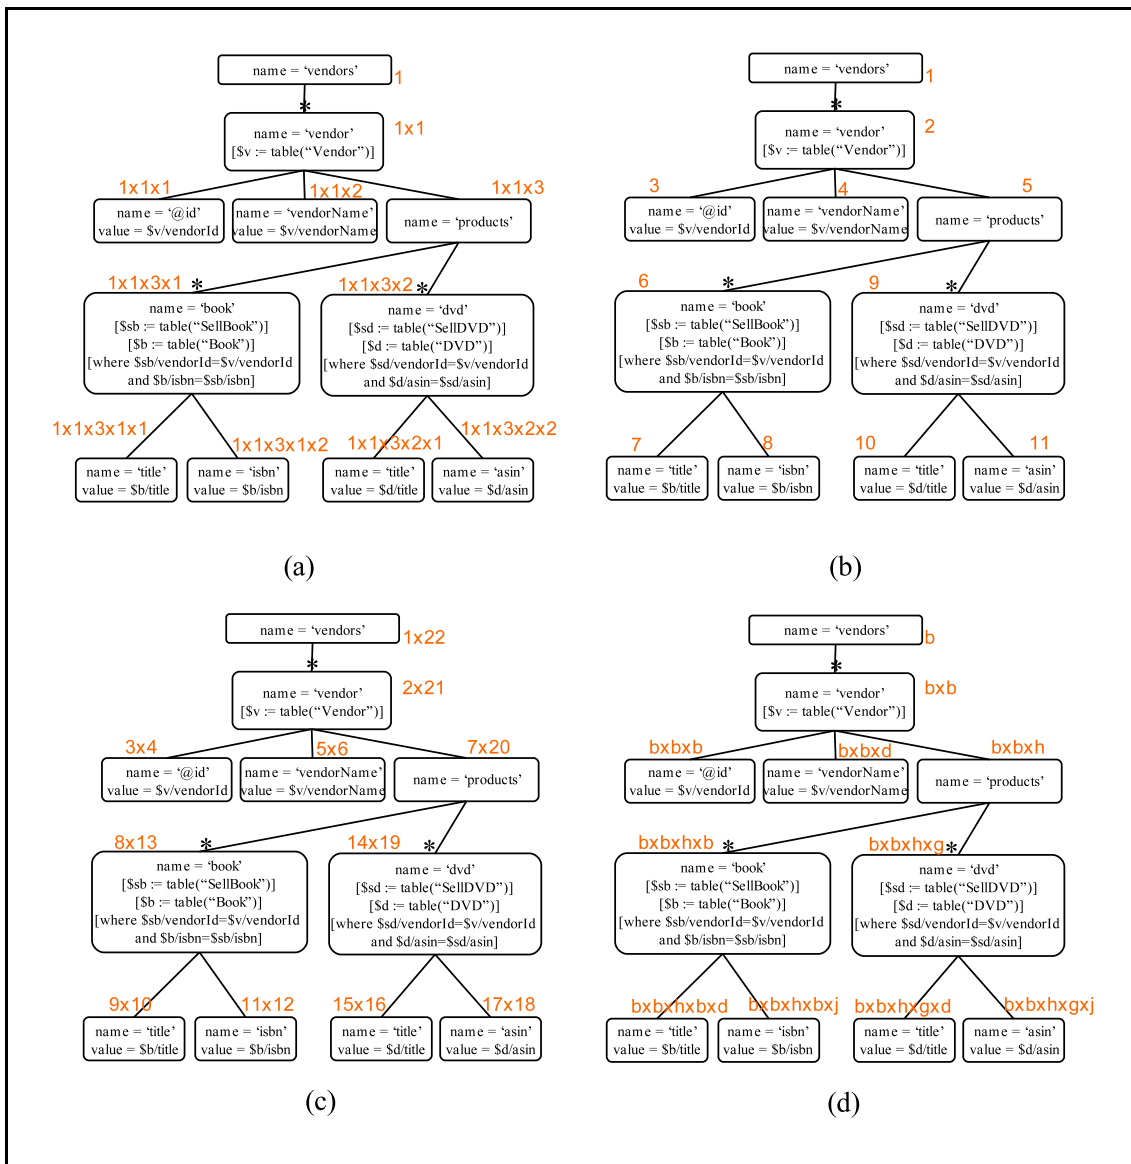 name = ‘vendors’
1
*
name = ‘vendor’
[$v := table(“Vendor”)]
1x1
1x1x1
1x1x2
1x1x3
name = ‘@id’
value = $v/vendorId
name = ‘vendorName’
value = $v/vendorName
name = ‘products’
1x1x3x1
*
1x1x3x2
*
name = ‘book’
[$sb := table(“SellBook”)]
[$b := table(“Book”)]
[where $sb/vendorId=$v/vendorId
and $b/isbn=$sb/isbn]
name = ‘dvd’
[$sd := table(“SellDVD”)]
[$d := table(“DVD”)]
[where $sd/vendorId=$v/vendorId
and $d/asin=$sd/asin]
1x1x3x1x1
1x1x3x1x2
1x1x3x2x1
1x1x3x2x2
name = ‘title’
value = $b/title
name = ‘isbn’
value = $b/isbn
name = ‘title’
value = $d/title
name = ‘asin’
value = $d/asin
(a)
name = ‘vendors’
1
*
name = ‘vendor’
[$v := table(“Vendor”)]
2
3
4
5
name = ‘@id’
value = $v/vendorId
name = ‘vendorName’
value = $v/vendorName
name = ‘products’
6
*
9
*
name = ‘book’
[$sb := table(“SellBook”)]
[$b := table(“Book”)]
[where $sb/vendorId=$v/vendorId
and $b/isbn=$sb/isbn]
name = ‘dvd’
[$sd := table(“SellDVD”)]
[$d := table(“DVD”)]
[where $sd/vendorId=$v/vendorId
and $d/asin=$sd/asin]
7
8
10
11
name = ‘title’
value = $b/title
name = ‘isbn’
value = $b/isbn
name = ‘title’
value = $d/title
name = ‘asin’
value = $d/asin
(b)
name = ‘vendors’
1x22
*
name = ‘vendor’
[$v := table(“Vendor”)]
2x21
3x4
5x6
7x20
name = ‘@id’
value = $v/vendorId
name = ‘vendorName’
value = $v/vendorName
name = ‘products’
8x13
*
14x19
*
name = ‘book’
[$sb := table(“SellBook”)]
[$b := table(“Book”)]
[where $sb/vendorId=$v/vendorId
and $b/isbn=$sb/isbn]
name = ‘dvd’
[$sd := table(“SellDVD”)]
[$d := table(“DVD”)]
[where $sd/vendorId=$v/vendorId
and $d/asin=$sd/asin]
9x10
11x12
15x16
17x18
name = ‘title’
value = $b/title
name = ‘isbn’
value = $b/isbn
name = ‘title’
value = $d/title
name = ‘asin’
value = $d/asin
(c)
name = ‘vendors’
b
*
name = ‘vendor’
[$v := table(“Vendor”)]
bxb
bxbxb
bxbxd
bxbxh
name = ‘@id’
value = $v/vendorId
name = ‘vendorName’
value = $v/vendorName
name = ‘products’
bxbxhxb
*
bxbxhxg
*
name = ‘book’
[$sb := table(“SellBook”)]
[$b := table(“Book”)]
[where $sb/vendorId=$v/vendorId
and $b/isbn=$sb/isbn]
name = ‘dvd’
[$sd := table(“SellDVD”)]
[$d := table(“DVD”)]
[where $sd/vendorId=$v/vendorId
and $d/asin=$sd/asin]
bxbxhxbxd
bxbxhxbxj
bxbxhxgxd
bxbxhxgxj
name = ‘title’
value = $b/title
name = ‘isbn’
value = $b/isbn
name = ‘title’
value = $d/title
name = ‘asin’
value = $d/asin
(d)